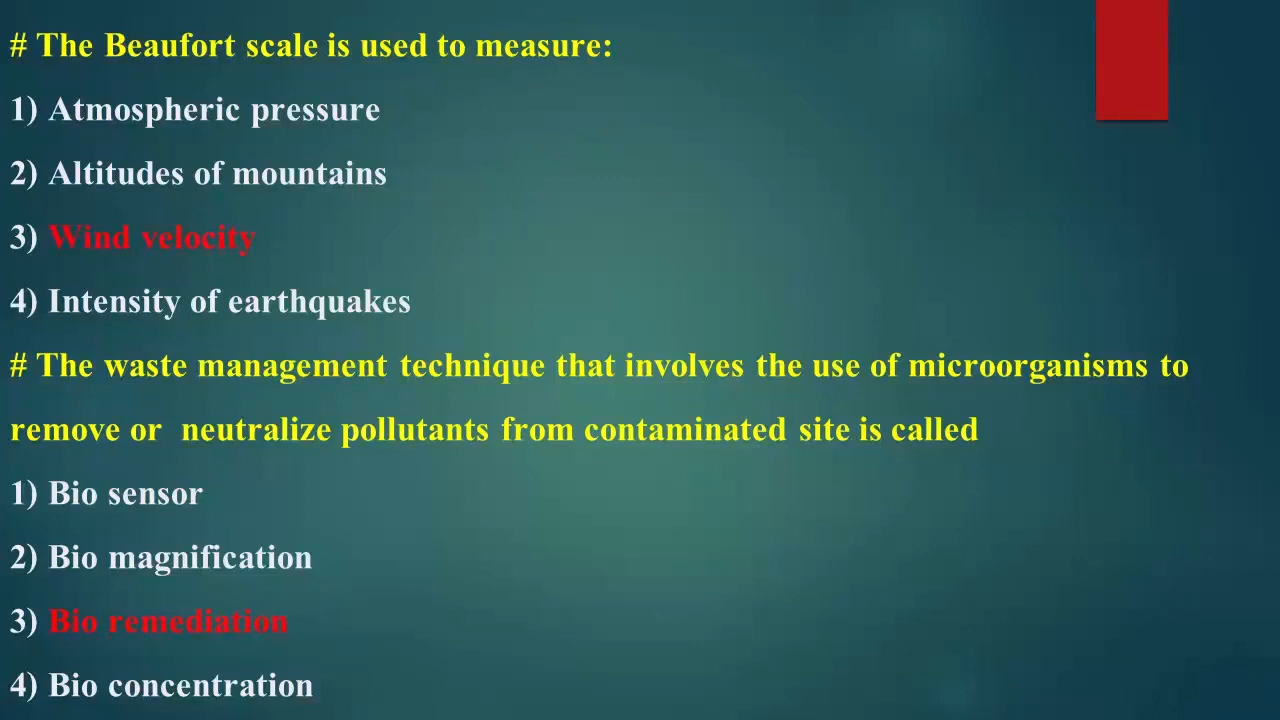 # The Beaufort scale is used to measure:
1) Atmospheric pressure
2) Altitudes of mountains
3) Wind velocity
4) Intensity of earthquakes
# The waste management technique that involves the use of microorganisms to
remove or  neutralize pollutants from contaminated site is called
1) Bio sensor
2) Bio magnification
3) Bio remediation
4) Bio concentration